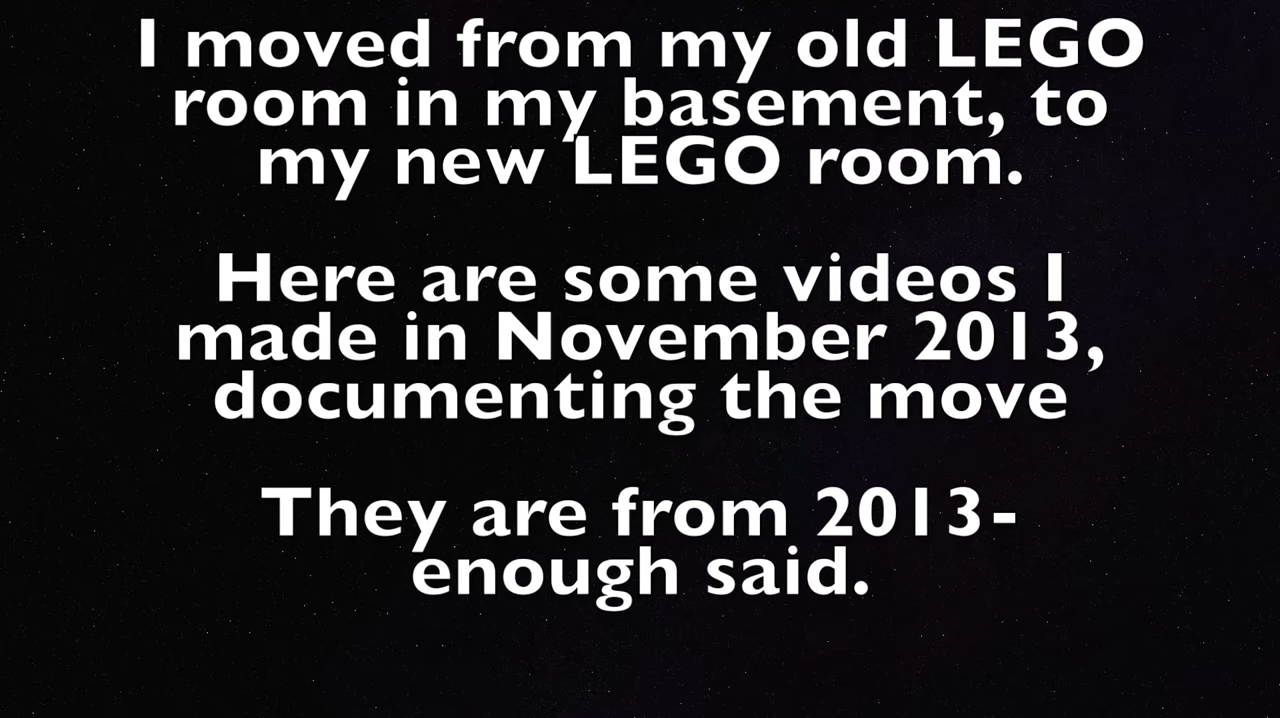 I moved from my old LEGO
room in my basement, to
my new LEGO room.
Here are some videos I
made in November 2013,
documenting the move
They are from 2013-
enough said.